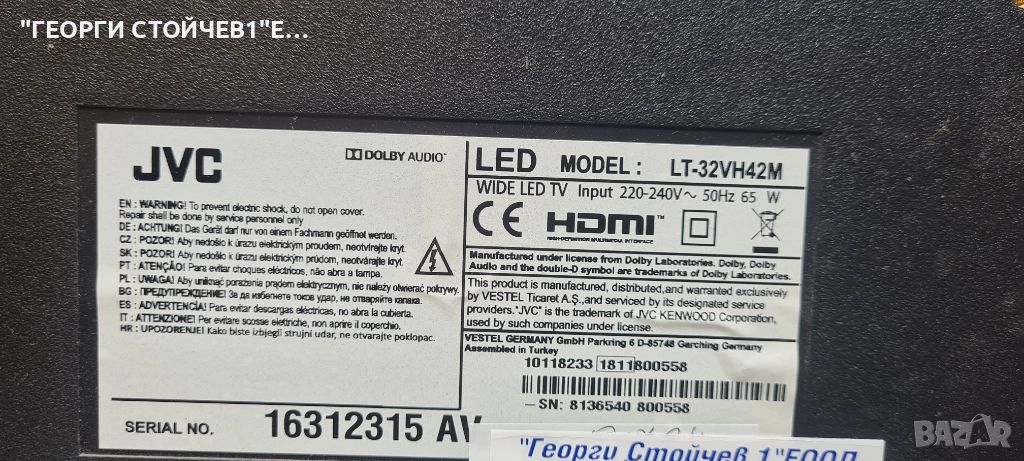 "ГЕОРГИ СТОЙЧЕВ1"Е...
JVC
DOLBY AUDIO™
EN : WARNING! To prevent electric shock, do not open cover.
Repair shall be done by service personnel only
DE : ACHTUNG! Das Gerät darf nur von einem Fachmann geöffnet werden.
CZ : POZOR! Aby nedošlo k úrazu elektrickým proudem, neotvírejte kryt.
SK : POZOR! Aby nedošlo k úrazu elektrickým prúdom, neotvárajte kryt.
PT : ATENÇÃO! Para evitar choques eléctricos, não abra a tampa.
PL : UWAGA! Aby uniknąć porażenia prądem elektrycznym, nie należy otwierać pokrywy.
BG : ПРЕДУПРЕЖДЕНИЕ! За да избегнете токов удар, не отваряйте капака.
ES : ADVERTENCIA! Para evitar descargas eléctricas, no abra la cubierta.
IT : ATTENZIONE! Per evitare scosse elettriche, non aprire il coperchio.
HR : UPOZORENJE! Kako biste izbjegli strujni udar, ne otvarajte poklopac.
SERIAL NO. 16312315 AV
LED MODEL : LT-32VH42M
WIDE LED TV Input 220-240V~ 50Hz 65 W
CE HDMI™
HIGH-DEFINITION MULTIMEDIA INTERFACE
Manufactured under license from Dolby Laboratories. Dolby, Dolby
Audio and the double-D symbol are trademarks of Dolby Laboratories.
This product is manufactured, distributed,and warranted exclusively
by VESTEL Ticaret A.Ş.,and serviced by its designated service
providers."JVC" is the trademark of JVC KENWOOD Corporation,
used by such companies under license.
VESTEL GERMANY GmbH Parkring 6 D-85748 Garching Germany
Assembled in Turkey
10118233 1811800558
–SN: 8136540 800558
"Георги Стойчев 1"ЕООД
BAZAR